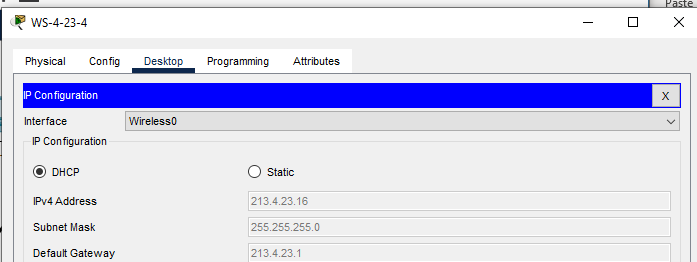 Paste
WS-4-23-4
Physical Config Desktop Programming Attributes
IP Configuration
X
Interface Wireless0
IP Configuration
DHCP Static
IPv4 Address 213.4.23.16
Subnet Mask 255.255.255.0
Default Gateway 213.4.23.1